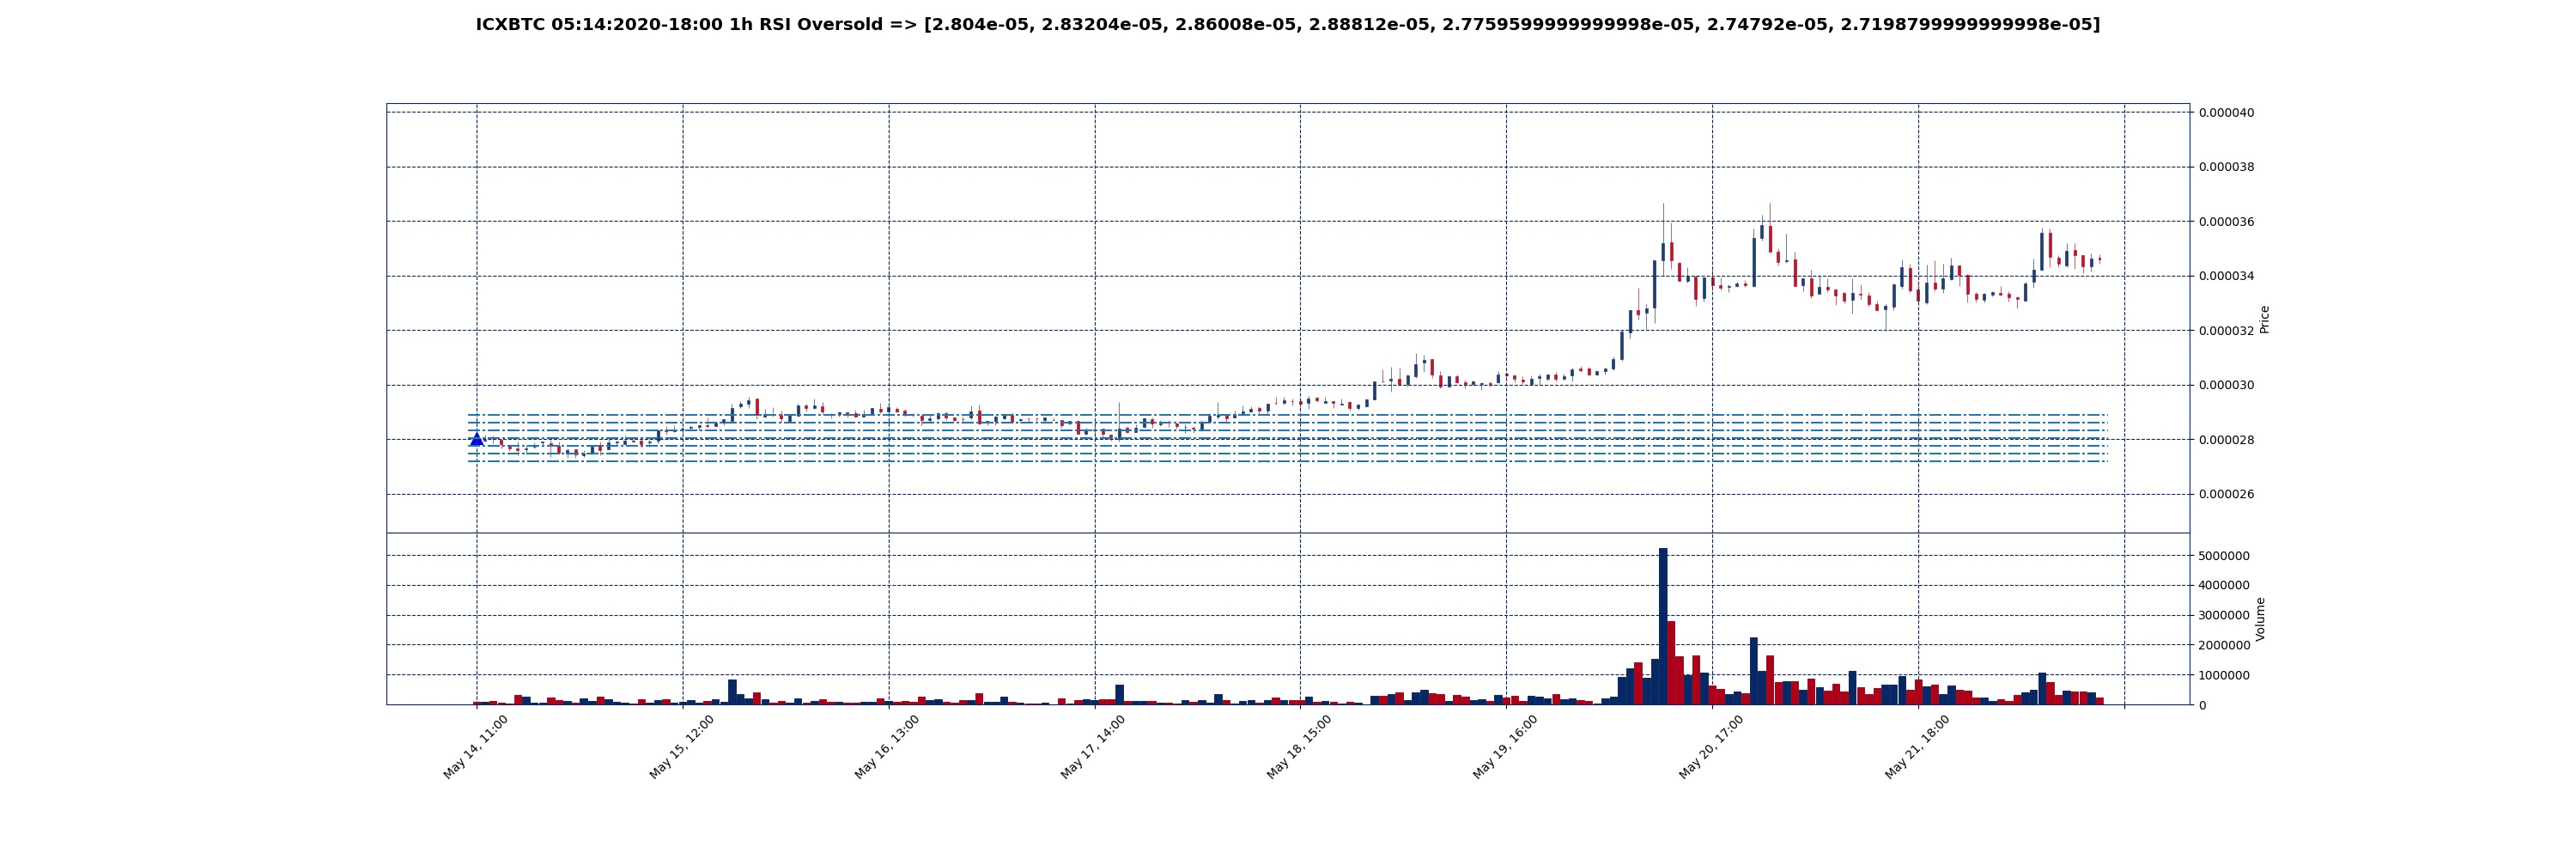 ICXBTC 05:14:2020-18:00 1h RSI Oversold => [2.804e-05, 2.83204e-05, 2.86008e-05, 2.88812e-05, 2.7759599999999998e-05, 2.74792e-05, 2.7198799999999998e-05]
0.000040
0.000038
0.000036
0.000034
0.000032
Price
0.000030
0.000028
0.000026
5000000
4000000
3000000
Volume
2000000
1000000
0
May 14, 11:00
May 15, 12:00
May 16, 13:00
May 17, 14:00
May 18, 15:00
May 19, 16:00
May 20, 17:00
May 21, 18:00